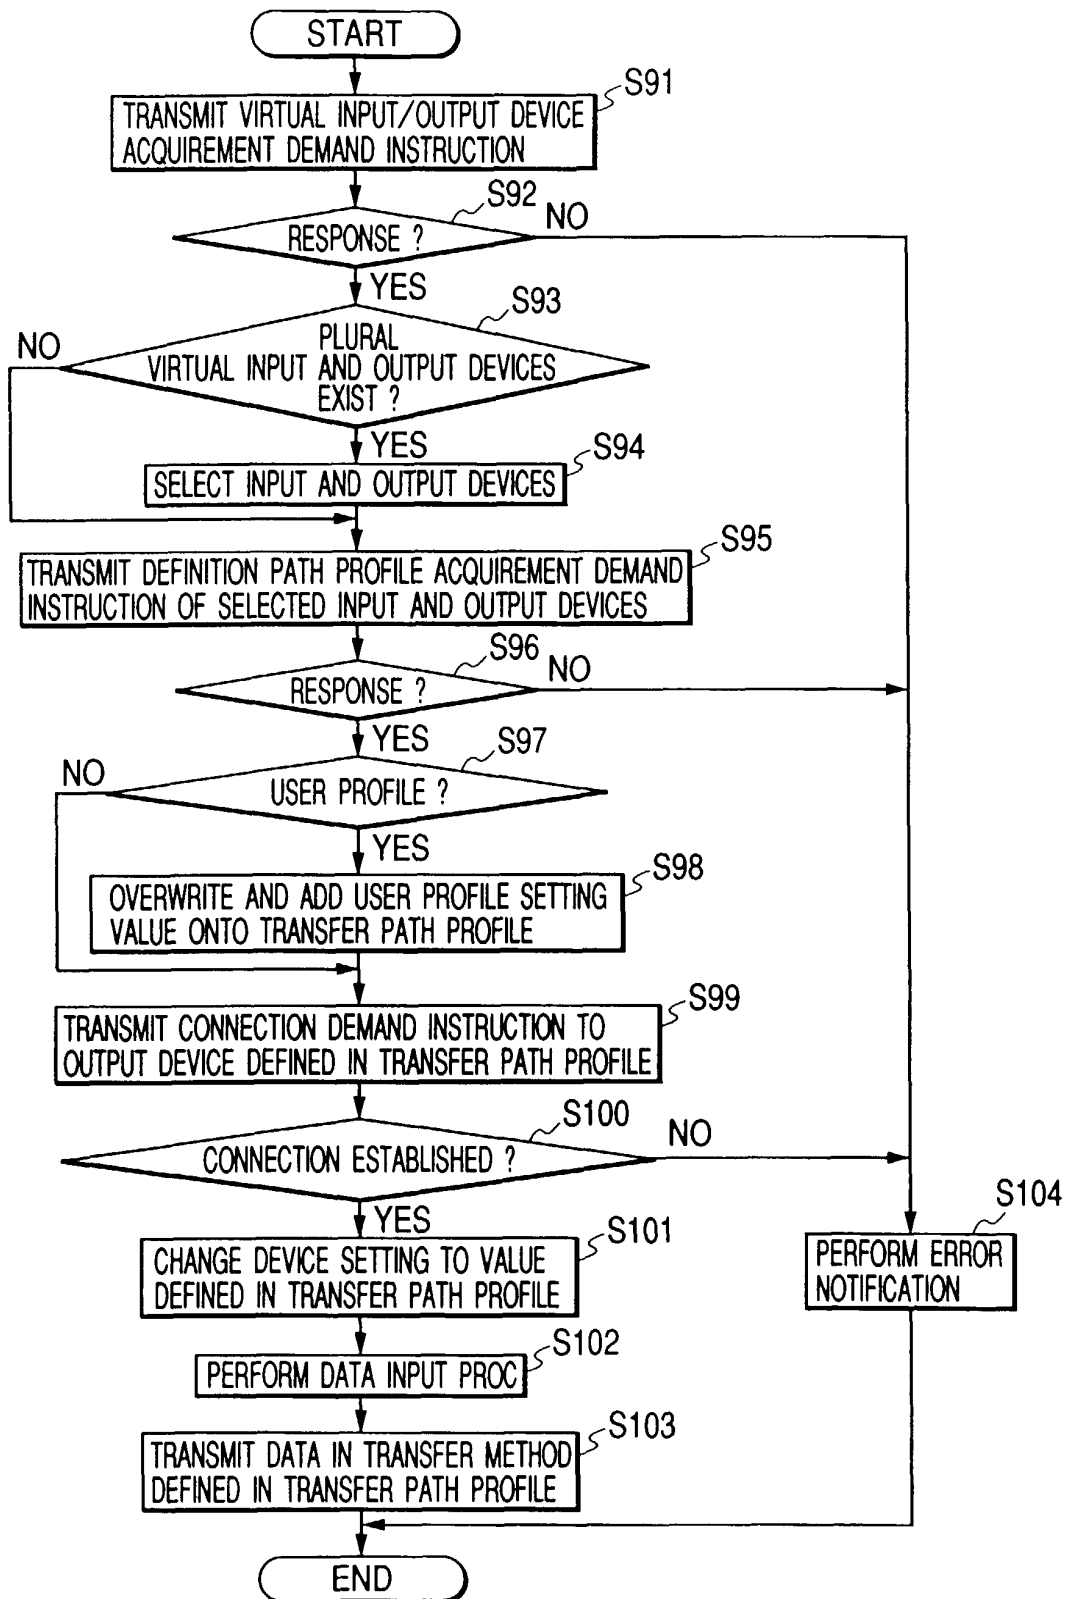 START
S91
TRANSMIT VIRTUAL INPUT/OUTPUT DEVICE
ACQUIREMENT DEMAND INSTRUCTION
S92
RESPONSE ?
NO
YES
S93
PLURAL
VIRTUAL INPUT AND OUTPUT DEVICES
EXIST ?
NO
YES
S94
SELECT INPUT AND OUTPUT DEVICES
S95
TRANSMIT DEFINITION PATH PROFILE ACQUIREMENT DEMAND
INSTRUCTION OF SELECTED INPUT AND OUTPUT DEVICES
S96
RESPONSE ?
NO
YES
S97
USER PROFILE ?
NO
YES
S98
OVERWRITE AND ADD USER PROFILE SETTING
VALUE ONTO TRANSFER PATH PROFILE
S99
TRANSMIT CONNECTION DEMAND INSTRUCTION TO
OUTPUT DEVICE DEFINED IN TRANSFER PATH PROFILE
S100
CONNECTION ESTABLISHED ?
NO
YES
S101
CHANGE DEVICE SETTING TO VALUE
DEFINED IN TRANSFER PATH PROFILE
S104
PERFORM ERROR
NOTIFICATION
S102
PERFORM DATA INPUT PROC
S103
TRANSMIT DATA IN TRANSFER METHOD
DEFINED IN TRANSFER PATH PROFILE
END